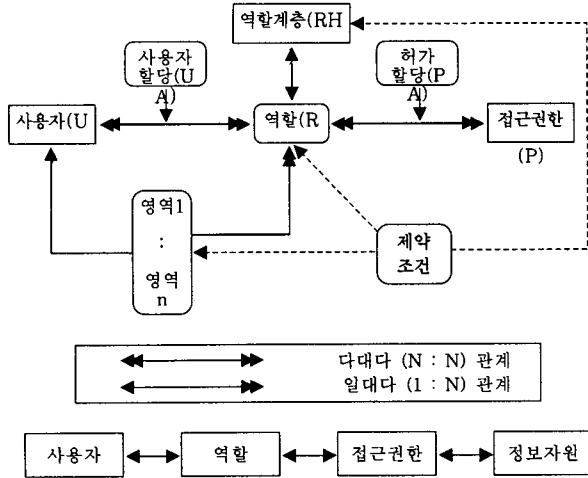 역할계층(RH
사용자
할당(U
A)
허가
할당(P
A)
사용자(U
역할(R
접근권한
(P)
영역1
:
영역
n
제약
조건
다대다 (N : N) 관계
일대다 (1 : N) 관계
사용자
역할
접근권한
정보자원